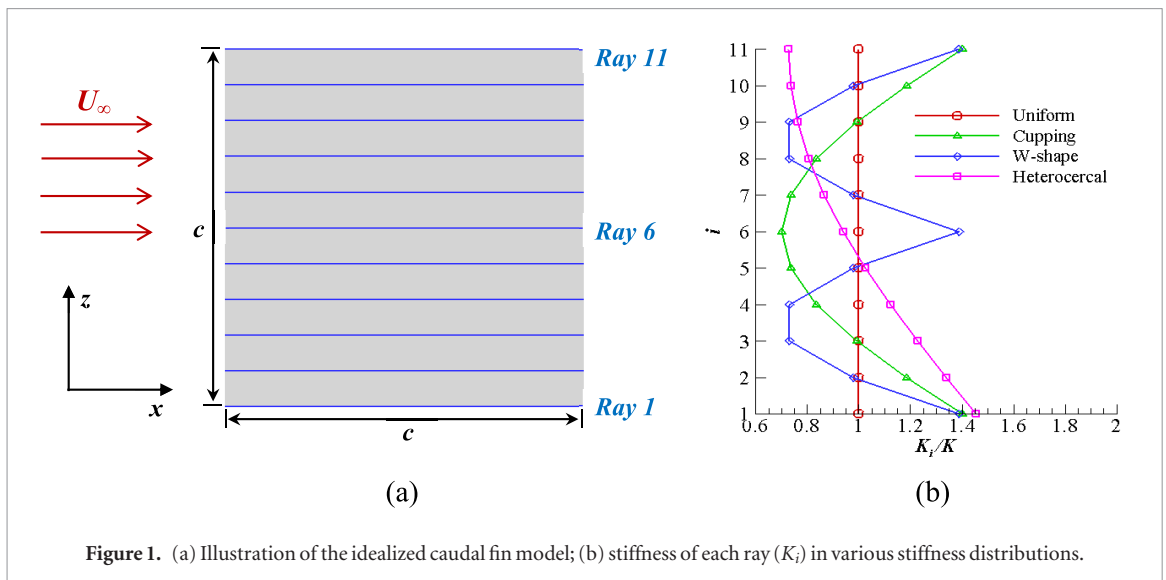 U∞
z
x
c
c
Ray 11
Ray 6
Ray 1
(a)
11
10
9
8
7
6
5
4
3
2
1
i
0.6 0.8 1 1.2 1.4 1.6 1.8 2
K_i/K
Uniform
Cupping
W-shape
Heterocercal
(b)
Figure 1. (a) Illustration of the idealized caudal fin model; (b) stiffness of each ray (K_i) in various stiffness distributions.